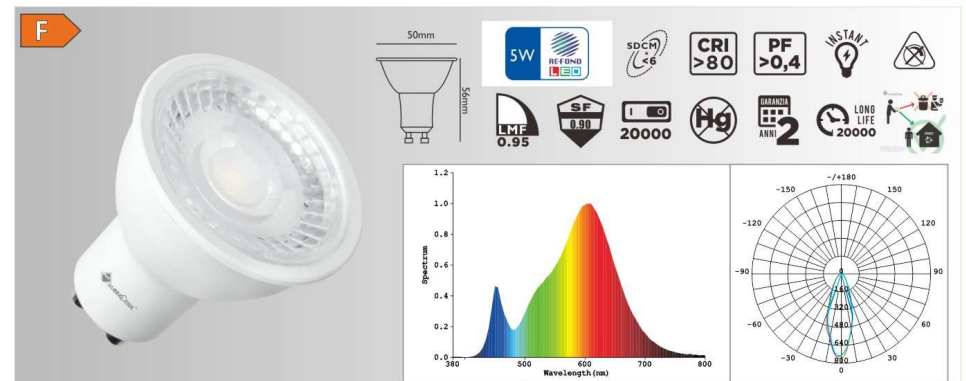 F
50mm
56mm
5W
REFOND
LED
SDCM
<6
CRI
>80
PF
>0,4
INSTANT
LMF
0.95
SF
0.90
I O
20000
Hg
GARANZIA
ANNI 2
LONG
LIFE
20000
1.2
1.0
0.8
0.6
0.4
0.2
0.0
Spectrum
380 500 600 700 800
Wavelength(nm)
-/+180
-150 150
-120 120
-90 90
-60 60
-30 30
0
0
160
320
480
640
800